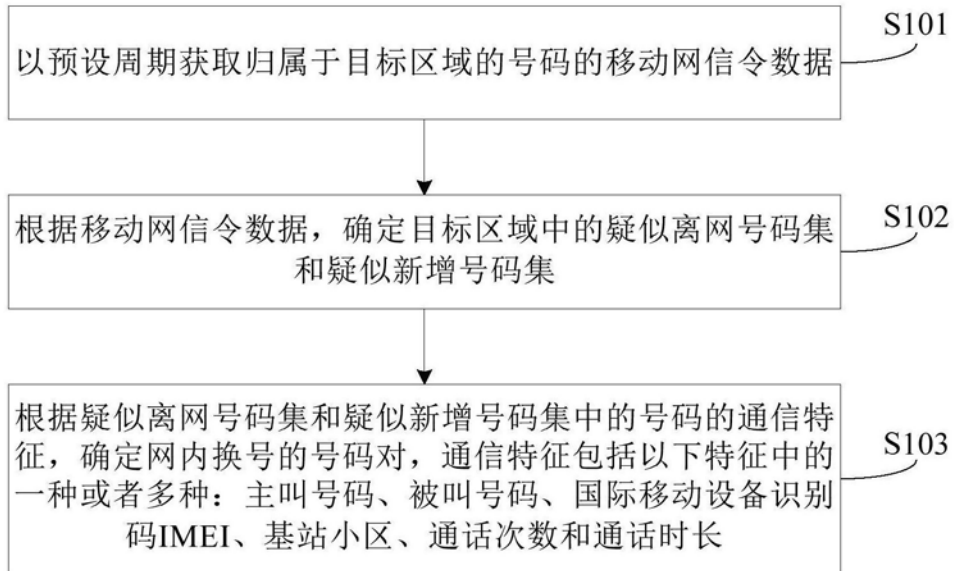 S101
以预设周期获取归属于目标区域的号码的移动网信令数据
S102
根据移动网信令数据，确定目标区域中的疑似离网号码集
和疑似新增号码集
S103
根据疑似离网号码集和疑似新增号码集中的号码的通信特
征，确定网内换号的号码对，通信特征包括以下特征中的
一种或者多种：主叫号码、被叫号码、国际移动设备识别
码IMEI、基站小区、通话次数和通话时长